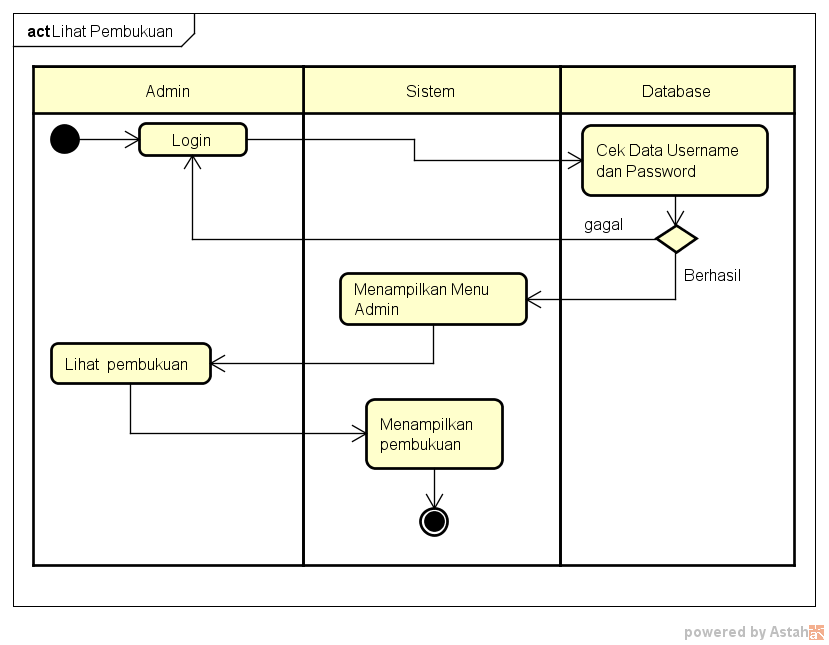 act Lihat Pembukuan
Admin
Sistem
Database
Login
Cek Data Username
dan Password
gagal
Berhasil
Menampilkan Menu
Admin
Lihat pembukuan
Menampilkan
pembukuan
powered by Astah